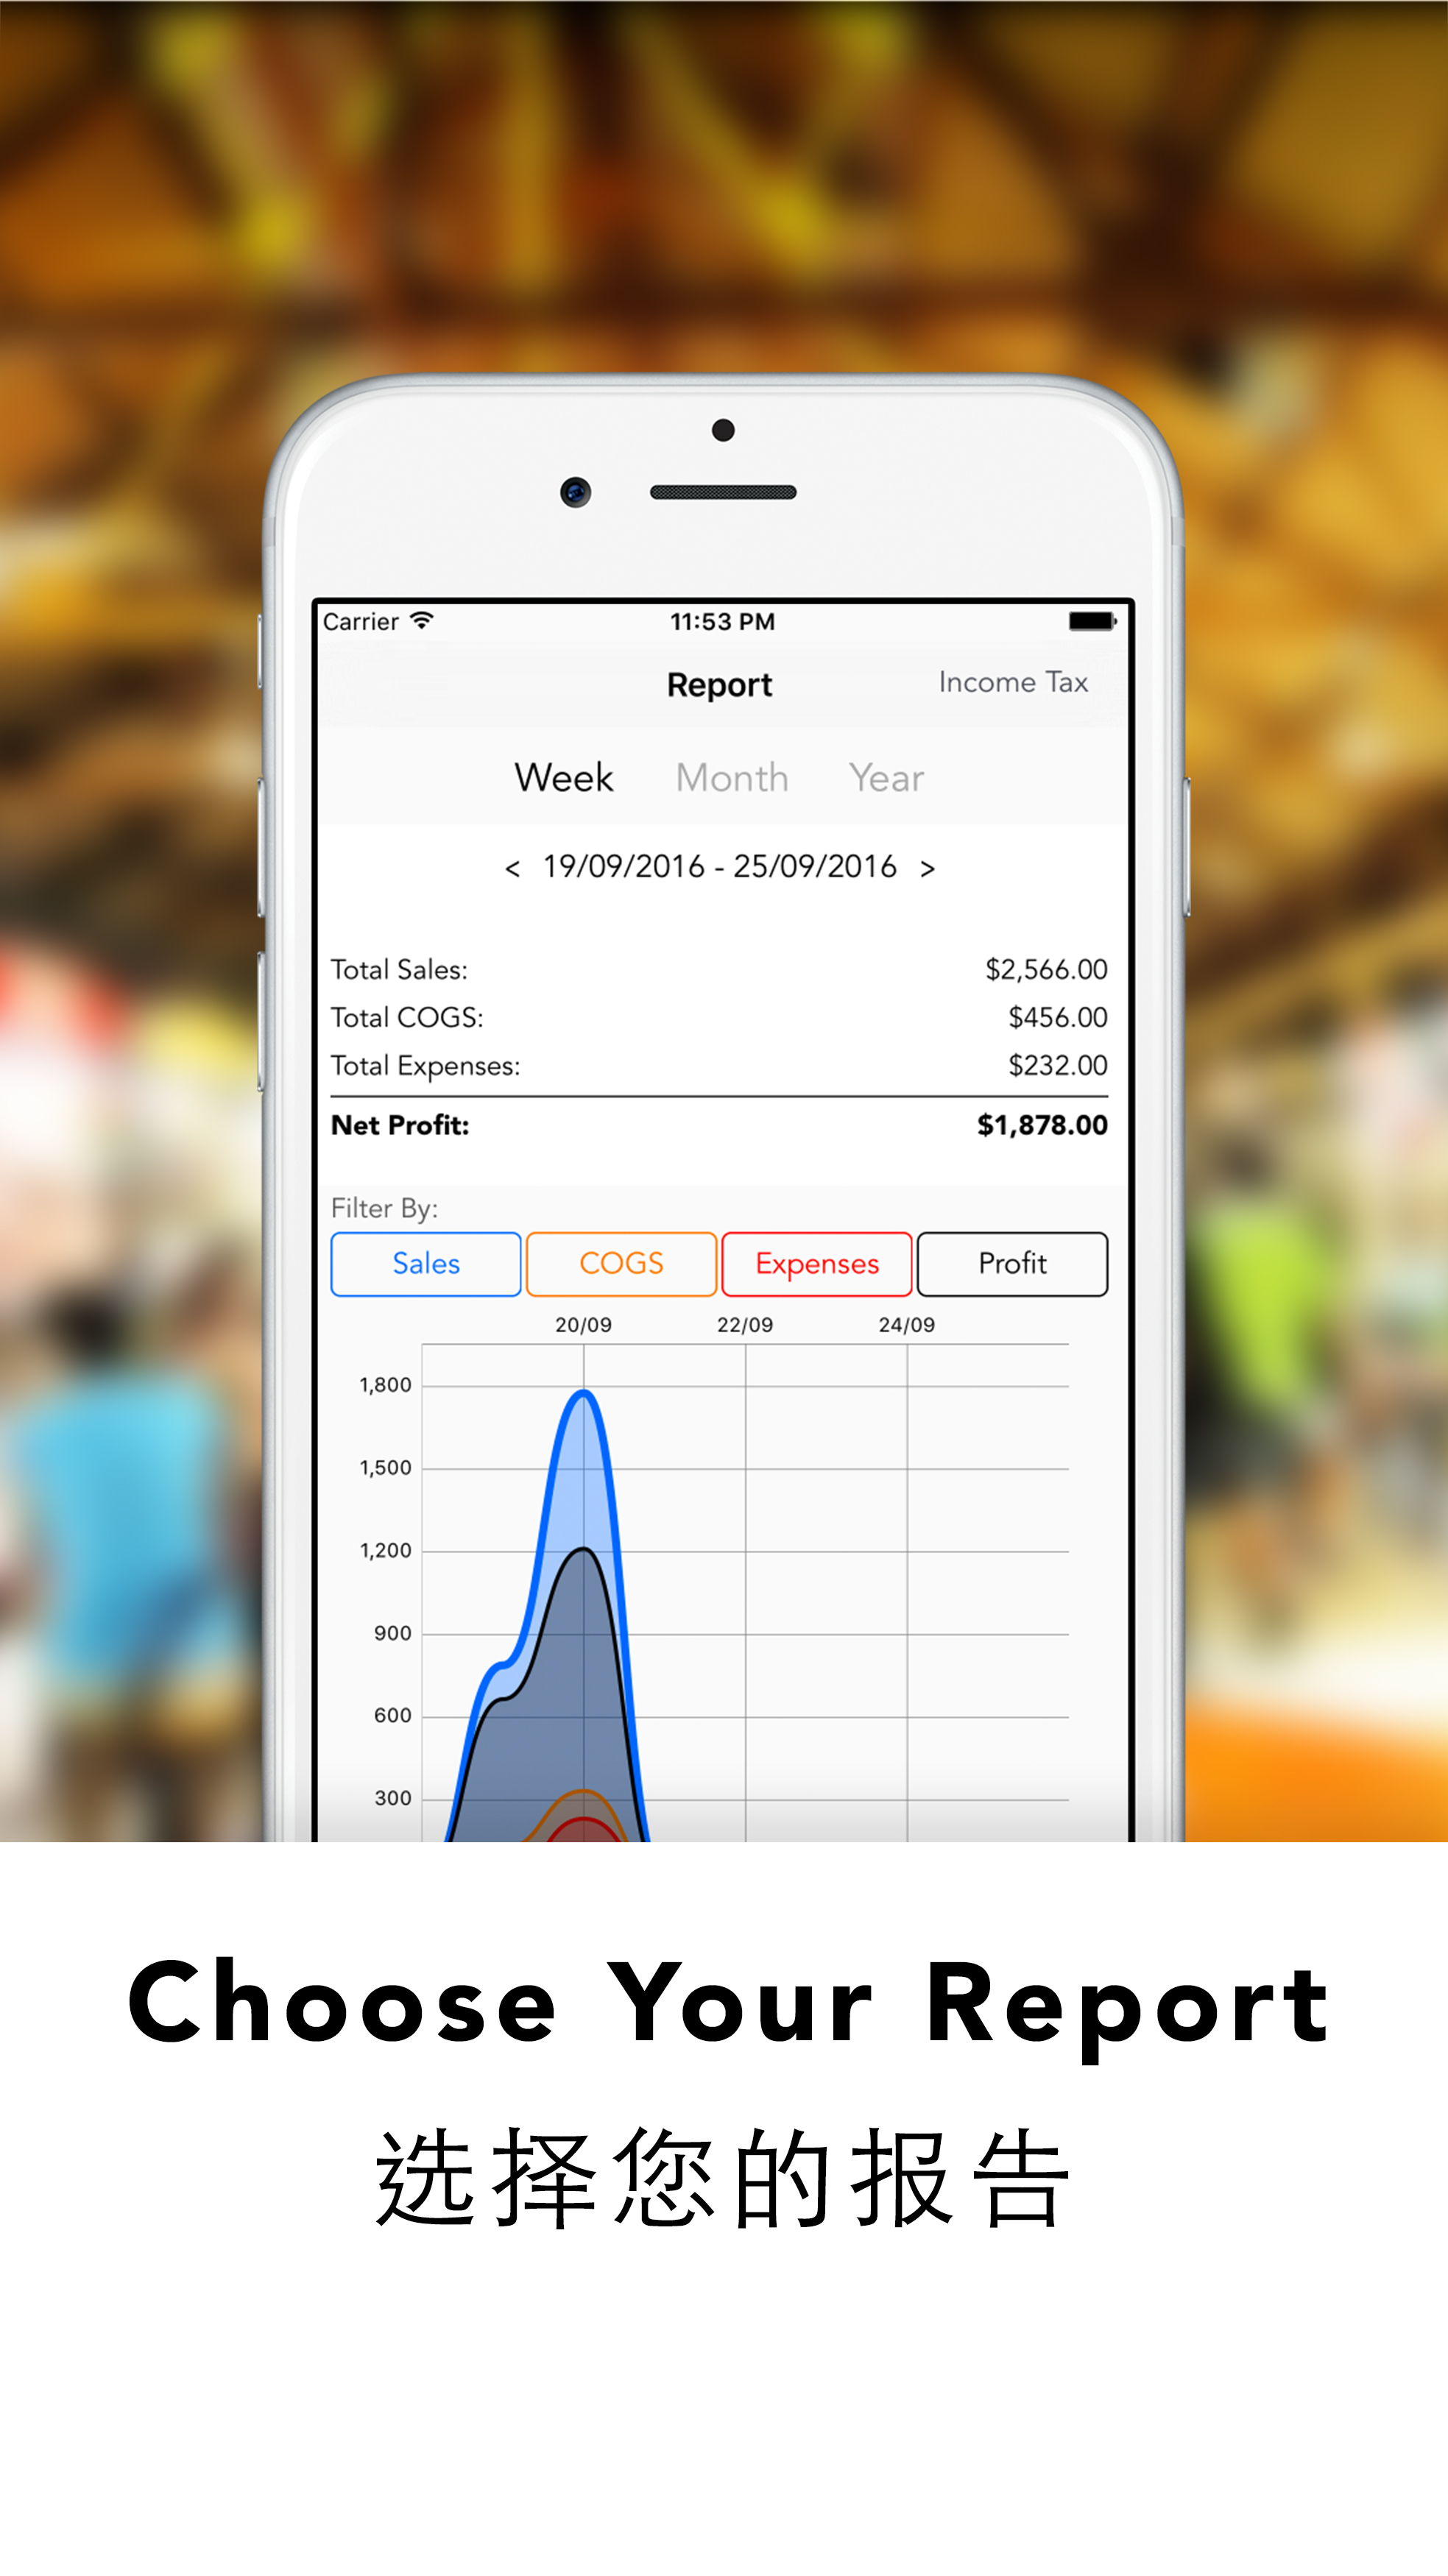 Carrier 11:53 PM
Report Income Tax
Week Month Year
< 19/09/2016 - 25/09/2016 >
Total Sales: $2,566.00
Total COGS: $456.00
Total Expenses: $232.00
Net Profit: $1,878.00
Filter By:
Sales COGS Expenses Profit
20/09 22/09 24/09
1,800
1,500
1,200
900
600
300
Choose Your Report
选择您的报告